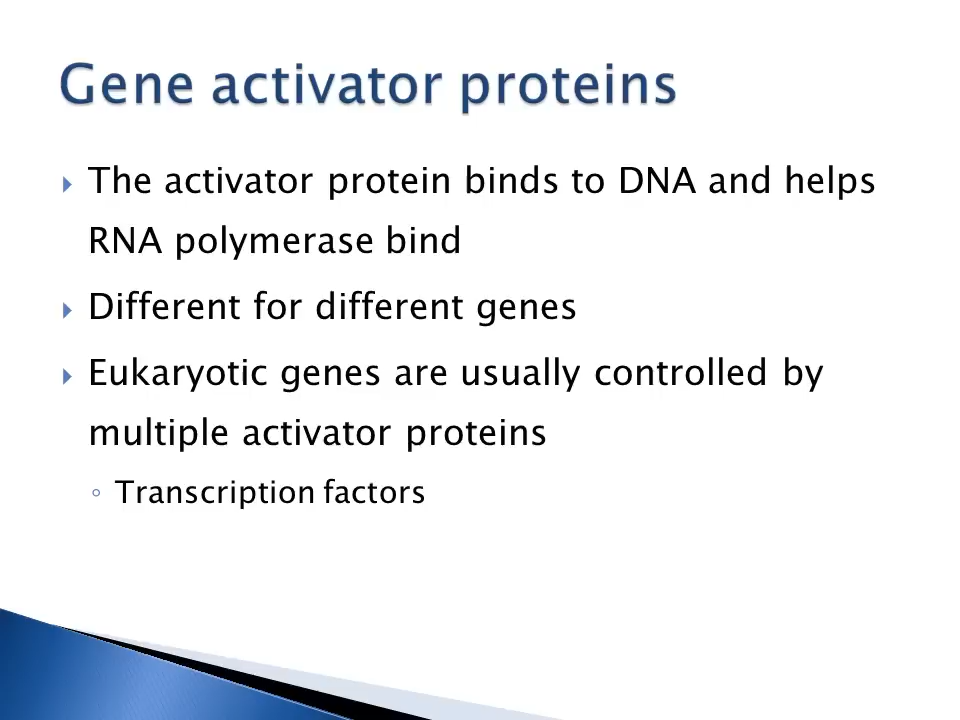 Gene activator proteins
The activator protein binds to DNA and helps
RNA polymerase bind
Different for different genes
Eukaryotic genes are usually controlled by
multiple activator proteins
Transcription factors